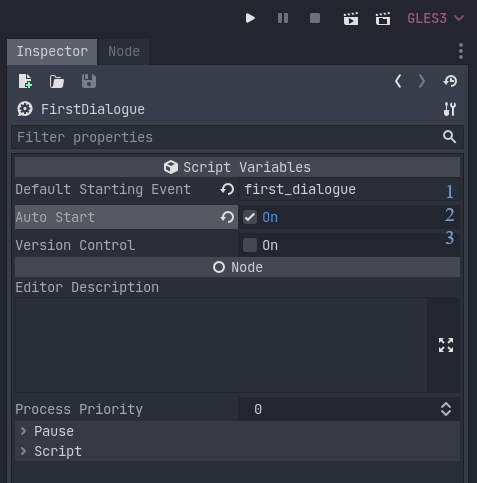 GLES3
Inspector Node
FirstDialogue
Filter properties
Script Variables
Default Starting Event first_dialogue 1
Auto Start On 2
Version Control On 3
Node
Editor Description
Process Priority 0
Pause
Script